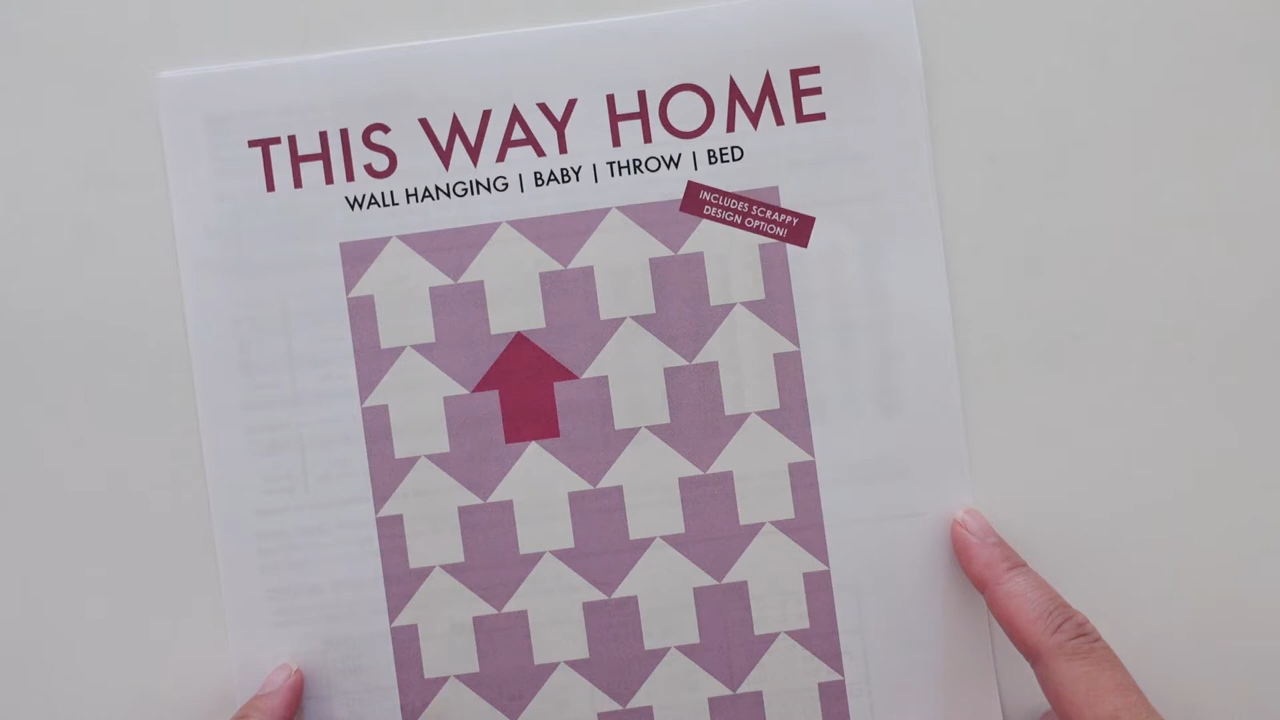 THIS WAY HOME
WALL HANGING | BABY | THROW | BED
INCLUDES SCRAPPY
DESIGN OPTION!